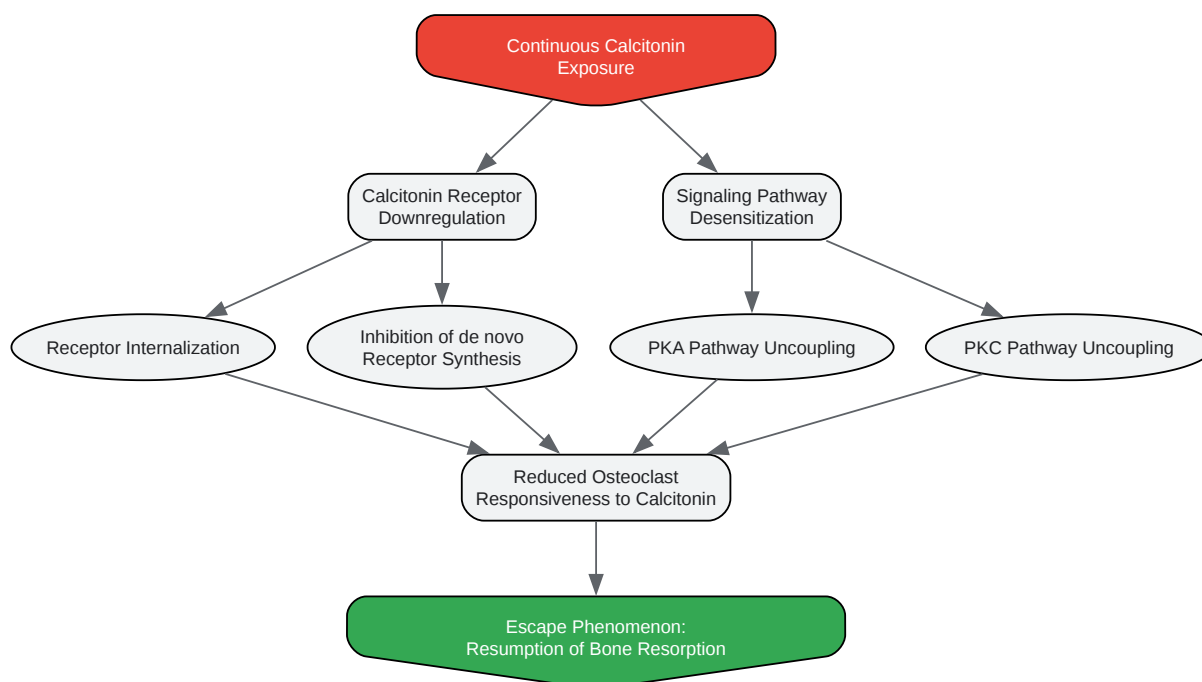 Continuous Calcitonin
Exposure
Calcitonin Receptor
Downregulation
Signaling Pathway
Desensitization
Receptor Internalization
Inhibition of de novo
Receptor Synthesis
PKA Pathway Uncoupling
PKC Pathway Uncoupling
Reduced Osteoclast
Responsiveness to Calcitonin
Escape Phenomenon:
Resumption of Bone Resorption